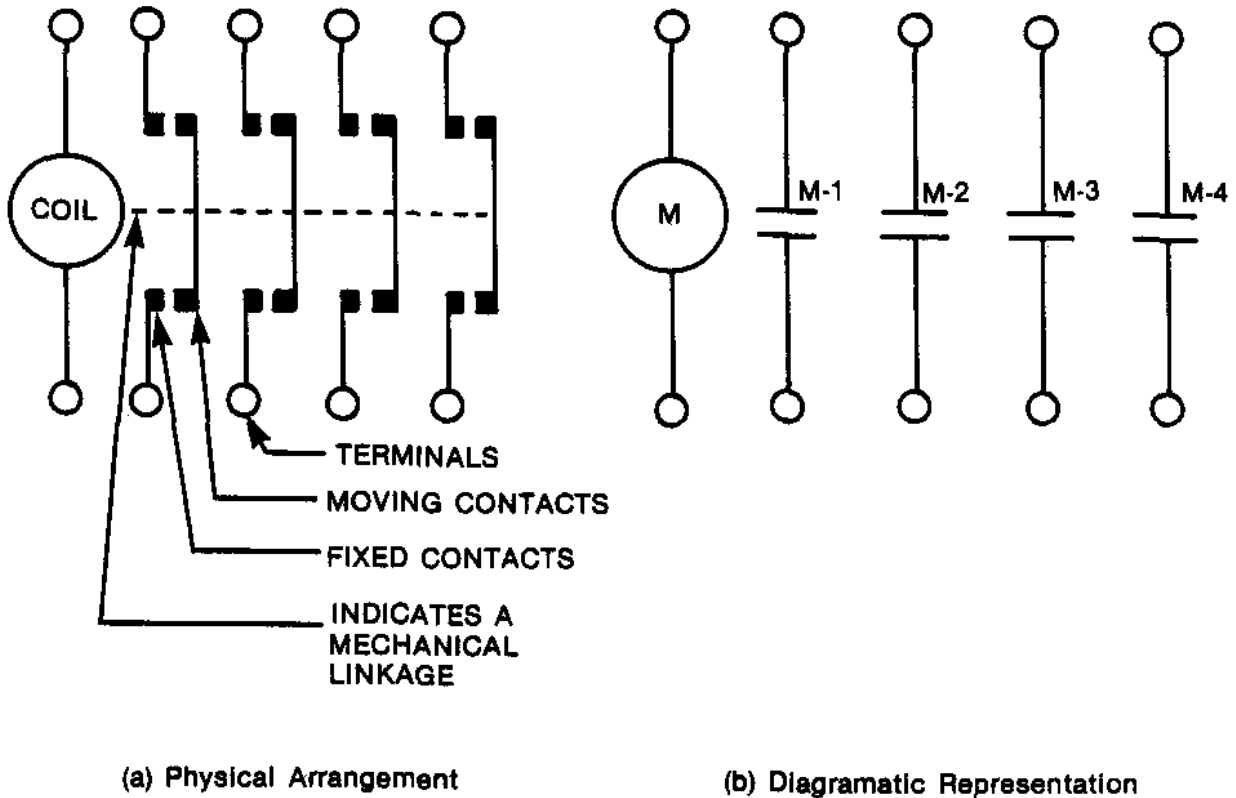 COIL
TERMINALS
MOVING CONTACTS
FIXED CONTACTS
INDICATES A
MECHANICAL
LINKAGE
(a) Physical Arrangement
M
M-1
M-2
M-3
M-4
(b) Diagramatic Representation